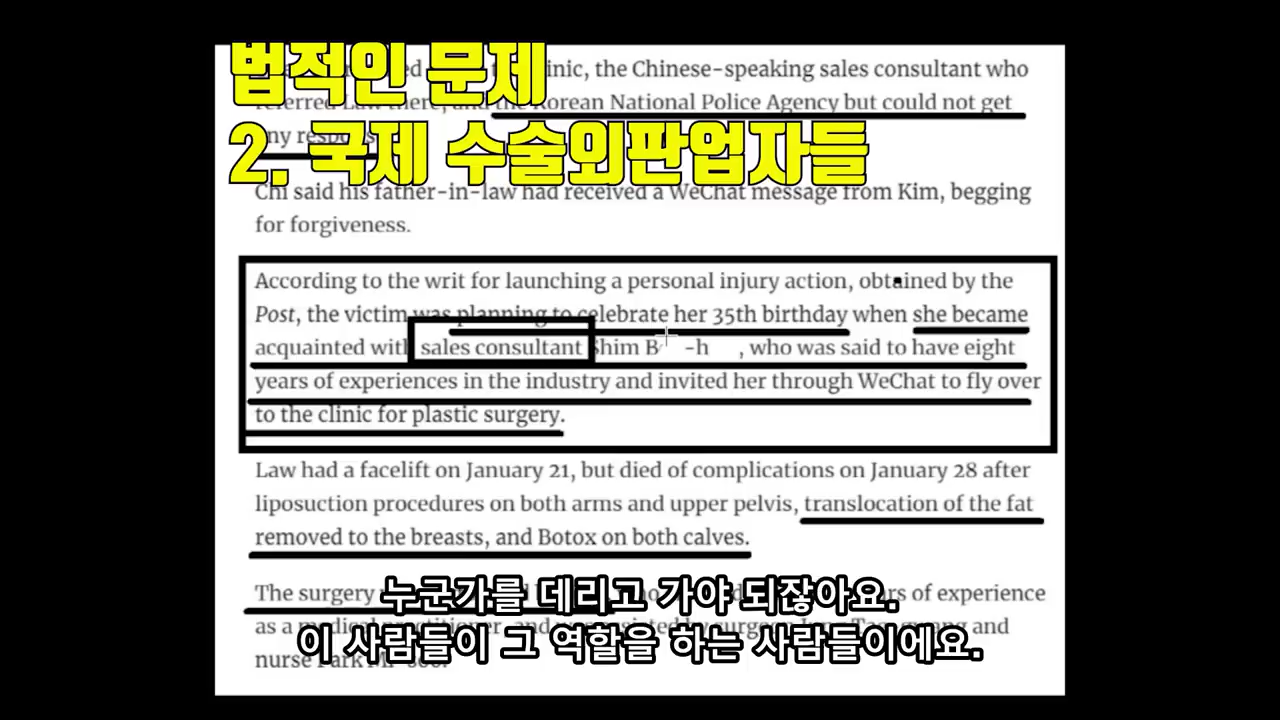 법적인 문제
2. 국제 수술외판업자들
inic, the Chinese-speaking sales consultant who
referred Law there, and the Korean National Police Agency but could not get
Chi said his father-in-law had received a WeChat message from Kim, begging
for forgiveness.
According to the writ for launching a personal injury action, obtained by the
Post, the victim was planning to celebrate her 35th birthday when she became
acquainted with sales consultant Shim B -h , who was said to have eight
years of experiences in the industry and invited her through WeChat to fly over
to the clinic for plastic surgery.
Law had a facelift on January 21, but died of complications on January 28 after
liposuction procedures on both arms and upper pelvis, translocation of the fat
removed to the breasts, and Botox on both calves.
The surgery rs of experience
as a medical practitioner, and surgeon and
nurse Park
누군가를 데리고 가야 되잖아요.
이 사람들이 그 역할을 하는 사람들이에요.